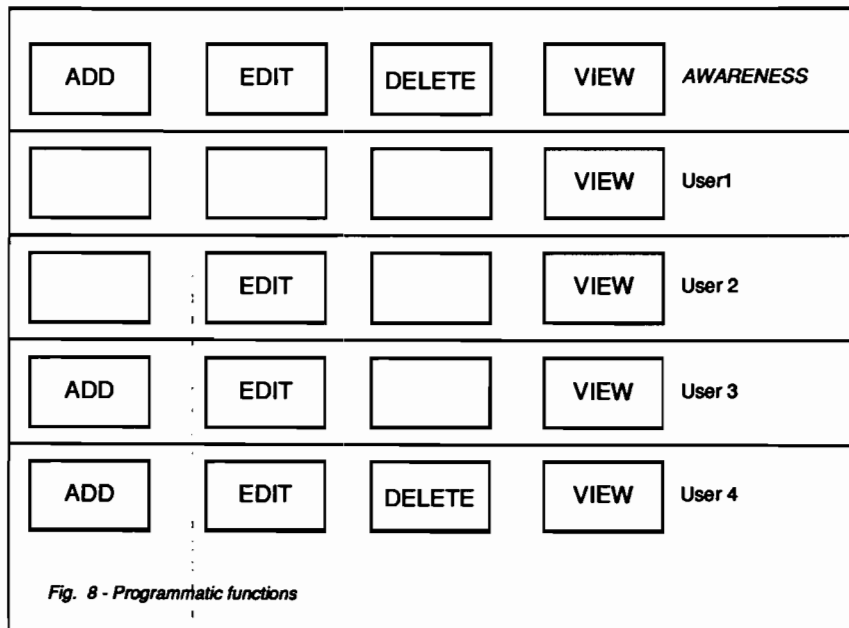 ADD EDIT DELETE VIEW AWARENESS
VIEW User1
EDIT VIEW User 2
ADD EDIT VIEW User 3
ADD EDIT DELETE VIEW User 4
Fig. 8 - Programmatic functions